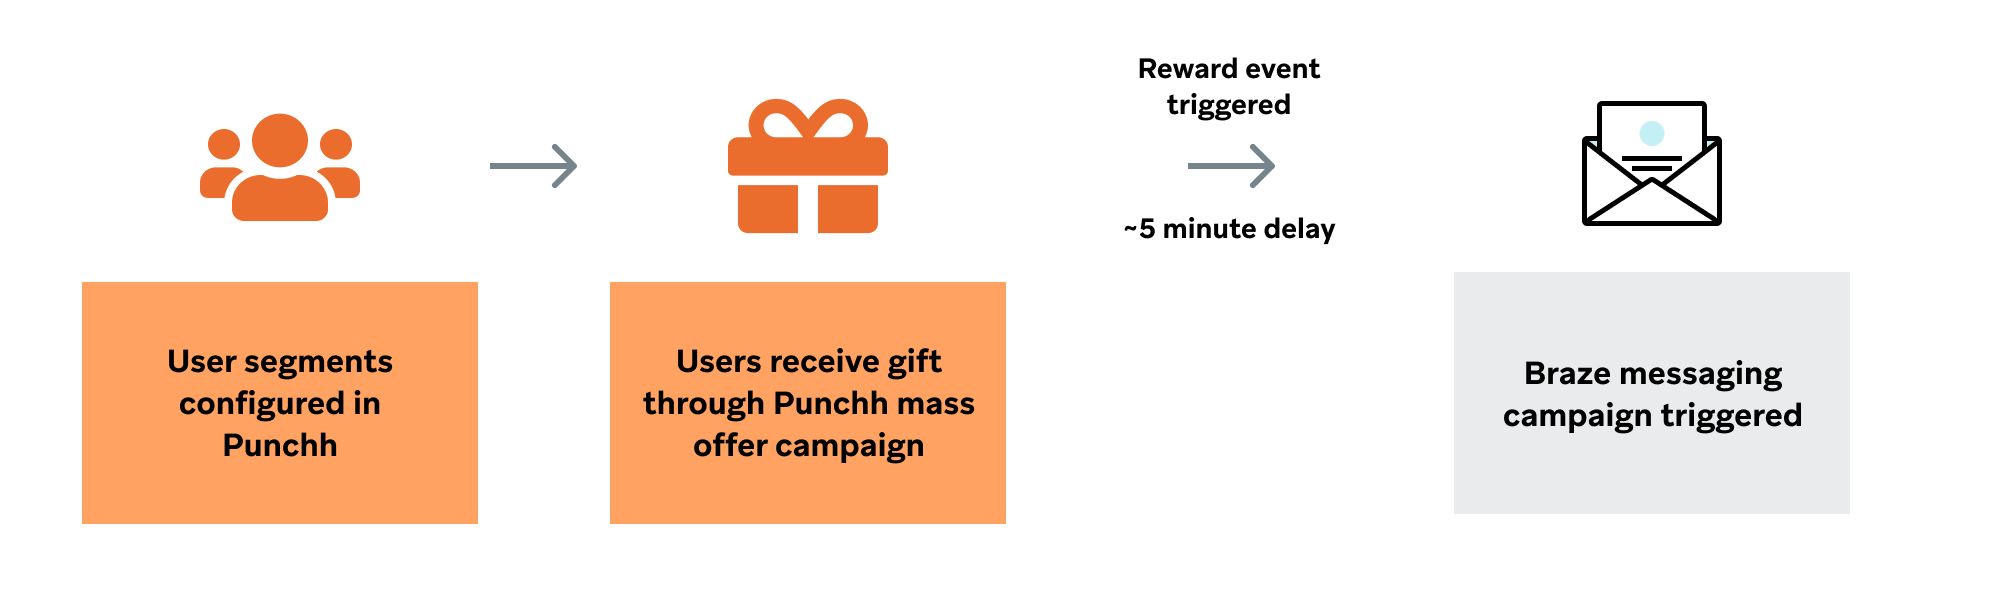 User segments
configured in
Punchh
Users receive gift
through Punchh mass
offer campaign
Reward event
triggered
~5 minute delay
Braze messaging
campaign triggered